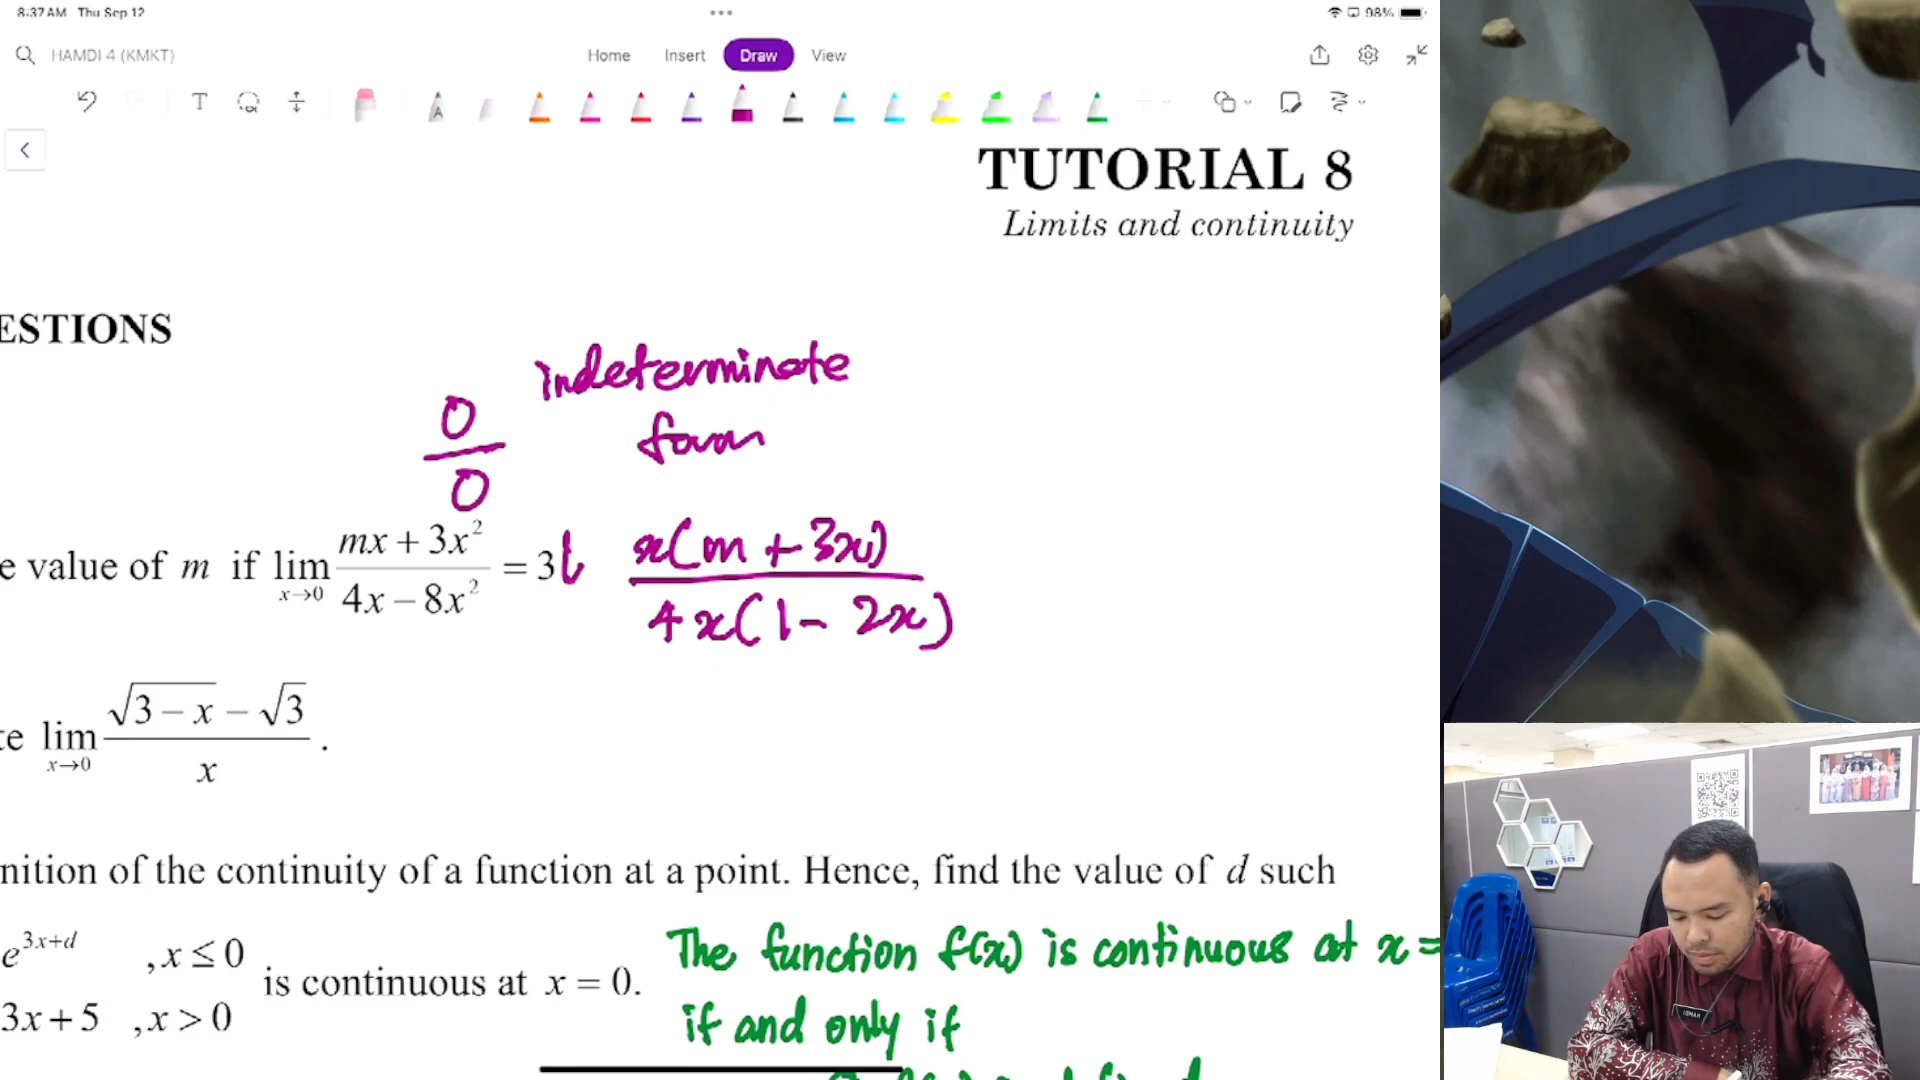 8:37 AM Thu Sep 12
98%
HAMDI 4 (KMKT)
Home Insert Draw View
TUTORIAL 8
Limits and continuity
ESTIONS
indeterminate
form
0
0
e value of m if lim x→0 (mx + 3x²)/(4x − 8x²) = 3
x(m + 3x)
4x(1 - 2x)
te lim x→0 (√(3 − x) − √3)/x .
nition of the continuity of a function at a point. Hence, find the value of d such
e^(3x+d) , x ≤ 0
is continuous at x = 0.
3x + 5 , x > 0
The function f(x) is continuous at x =
if and only if